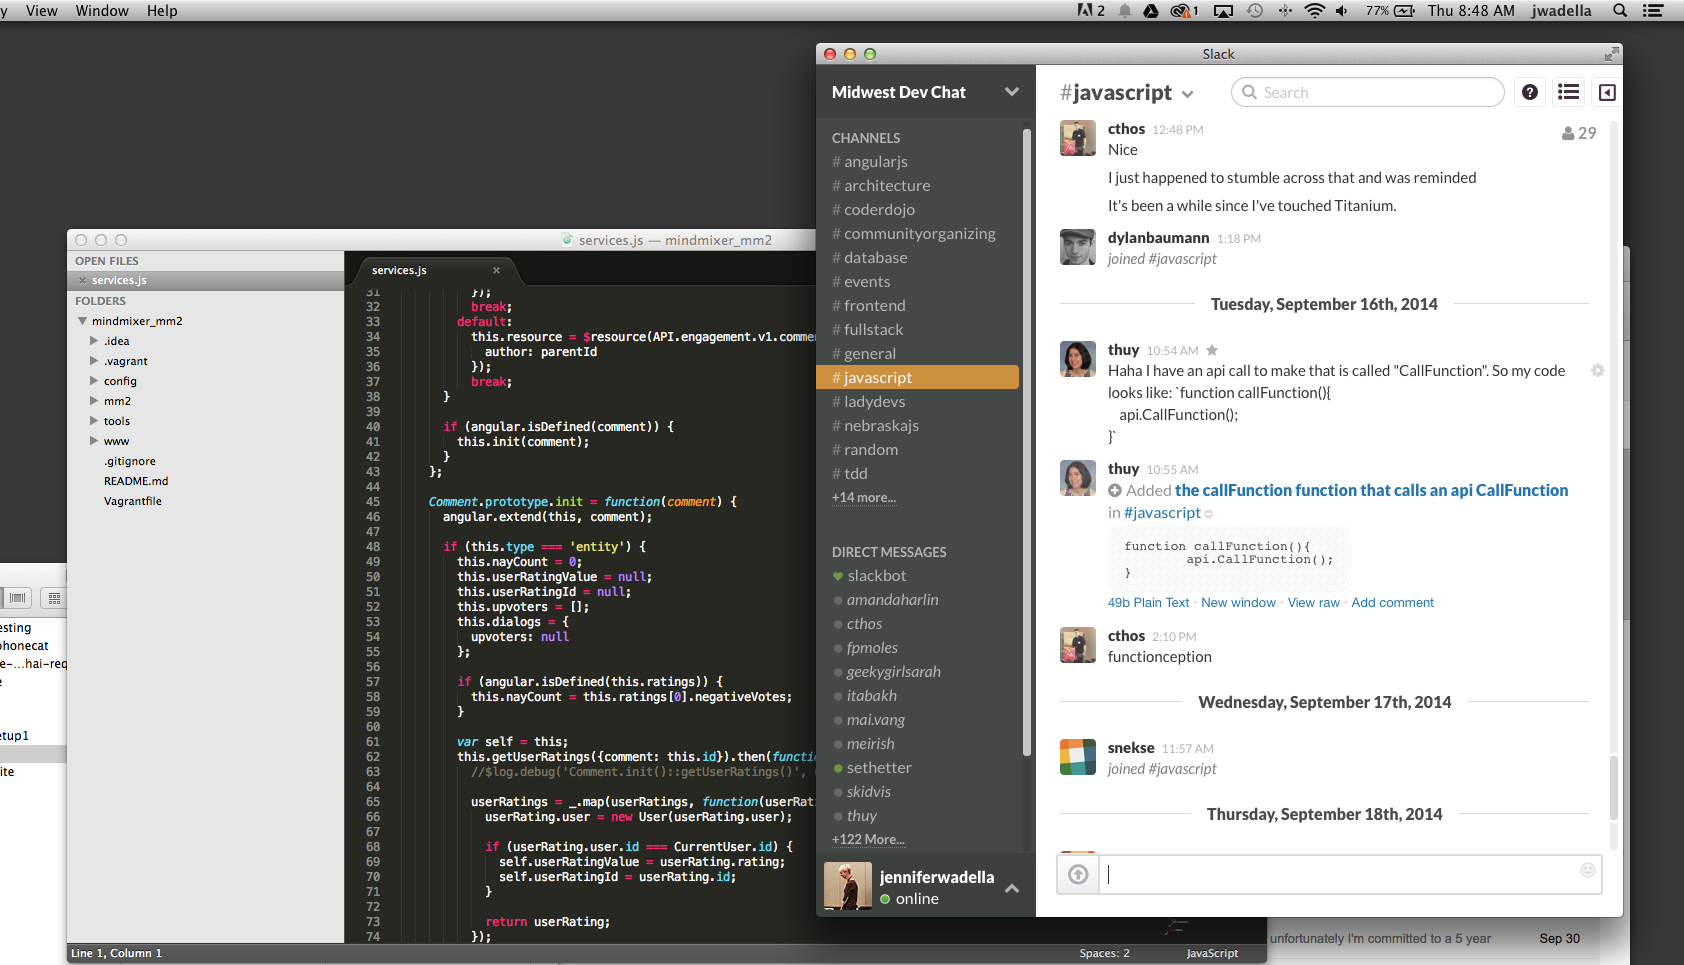 y View Window Help
2
1
77%
Thu 8:48 AM jwadella
services.js — mindmixer_mm2
OPEN FILES
× services.js
FOLDERS
mindmixer_mm2
.idea
.vagrant
config
mm2
tools
www
.gitignore
README.md
Vagrantfile
services.js ×
31 });
32 break;
33 default:
34 this.resource = $resource(API.engagement.v1.comme
35 author: parentId
36 });
37 break;
38 }
39
40 if (angular.isDefined(comment)) {
41 this.init(comment);
42 }
43 };
44
45 Comment.prototype.init = function(comment) {
46 angular.extend(this, comment);
47
48 if (this.type === 'entity') {
49 this.nayCount = 0;
50 this.userRatingValue = null;
51 this.userRatingId = null;
52 this.upvoters = [];
53 this.dialogs = {
54 upvoters: null
55 };
56
57 if (angular.isDefined(this.ratings)) {
58 this.nayCount = this.ratings[0].negativeVotes;
59 }
60
61 var self = this;
62 this.getUserRatings({comment: this.id}).then(functi
63 //$log.debug('Comment.init()::getUserRatings()',
64
65 userRatings = _.map(userRatings, function(userRati
66 userRating.user = new User(userRating.user);
67
68 if (userRating.user.id === CurrentUser.id) {
69 self.userRatingValue = userRating.rating;
70 self.userRatingId = userRating.id;
71 }
72
73 return userRating;
74 });
Line 1, Column 1
Spaces: 2
JavaScript
esting
phonecat
e-...hai-req
e
etup1
ite
Slack
Midwest Dev Chat
CHANNELS
# angularjs
# architecture
# coderdojo
# communityorganizing
# database
# events
# frontend
# fullstack
# general
# javascript
# ladydevs
# nebraskajs
# random
# tdd
+14 more...
DIRECT MESSAGES
slackbot
amandaharlin
cthos
fpmoles
geekygirlsarah
itabakh
mai.vang
meirish
sethetter
skidvis
thuy
+122 More...
jenniferwadella
online
#javascript
Search
?
29
cthos 12:48 PM
Nice
I just happened to stumble across that and was reminded
It's been a while since I've touched Titanium.
dylanbaumann 1:18 PM
joined #javascript
Tuesday, September 16th, 2014
thuy 10:54 AM
Haha I have an api call to make that is called "CallFunction". So my code
looks like: `function callFunction(){
api.CallFunction();
}`
thuy 10:55 AM
Added the callFunction function that calls an api CallFunction
in #javascript
function callFunction(){
api.CallFunction();
}
49b Plain Text · New window · View raw · Add comment
cthos 2:10 PM
functionception
Wednesday, September 17th, 2014
snekse 11:57 AM
joined #javascript
Thursday, September 18th, 2014
unfortunately I'm committed to a 5 year
Sep 30